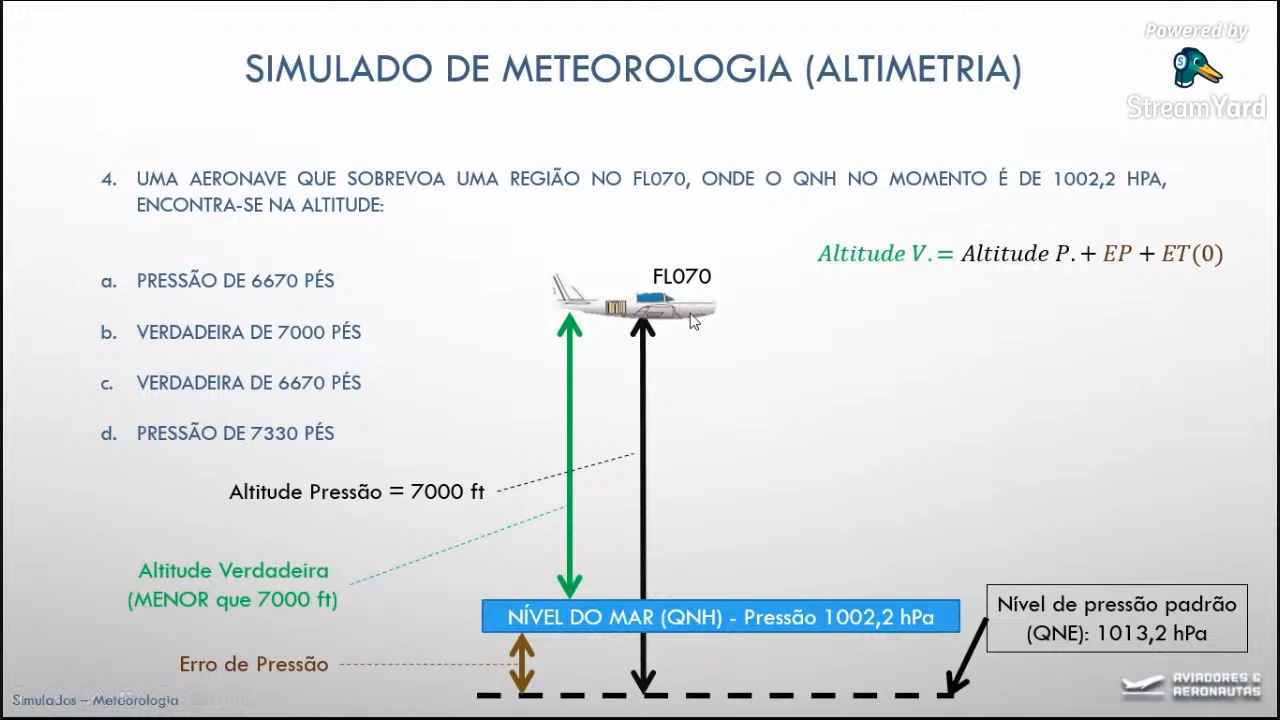 Powered by
StreamYard
SIMULADO DE METEOROLOGIA (ALTIMETRIA)
4. UMA AERONAVE QUE SOBREVOA UMA REGIÃO NO FL070, ONDE O QNH NO MOMENTO É DE 1002,2 HPA,
ENCONTRA-SE NA ALTITUDE:
Altitude V. = Altitude P. + EP + ET(0)
a. PRESSÃO DE 6670 PÉS
FL070
b. VERDADEIRA DE 7000 PÉS
c. VERDADEIRA DE 6670 PÉS
d. PRESSÃO DE 7330 PÉS
Altitude Pressão = 7000 ft
Altitude Verdadeira
(MENOR que 7000 ft)
NÍVEL DO MAR (QNH) - Pressão 1002,2 hPa
Nível de pressão padrão
(QNE): 1013,2 hPa
Erro de Pressão
Simulados – Meteorologia
AVIADORES &
AERONAUTAS